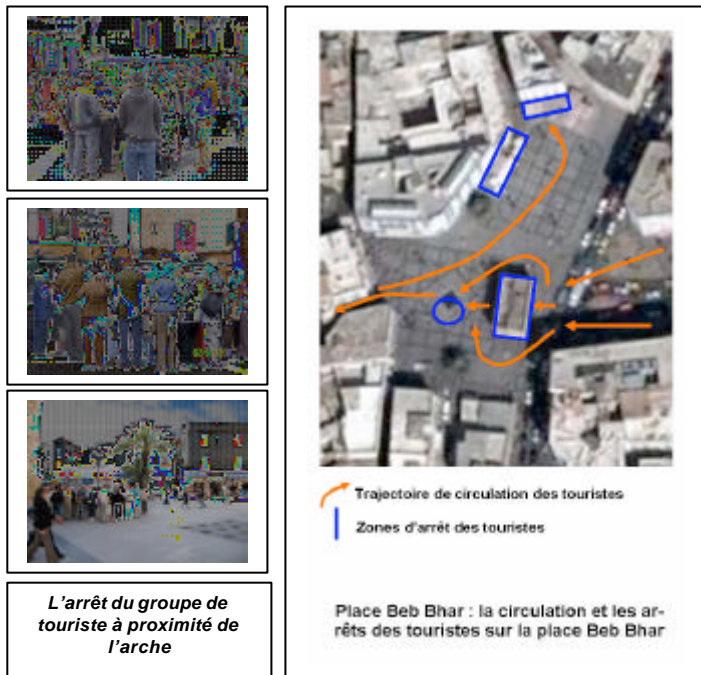 L'arrêt du groupe de
touriste à proximité de
l'arche
Trajectoire de circulation des touristes
Zones d'arrêt des touristes
Place Beb Bhar : la circulation et les ar-
rêts des touristes sur la place Beb Bhar